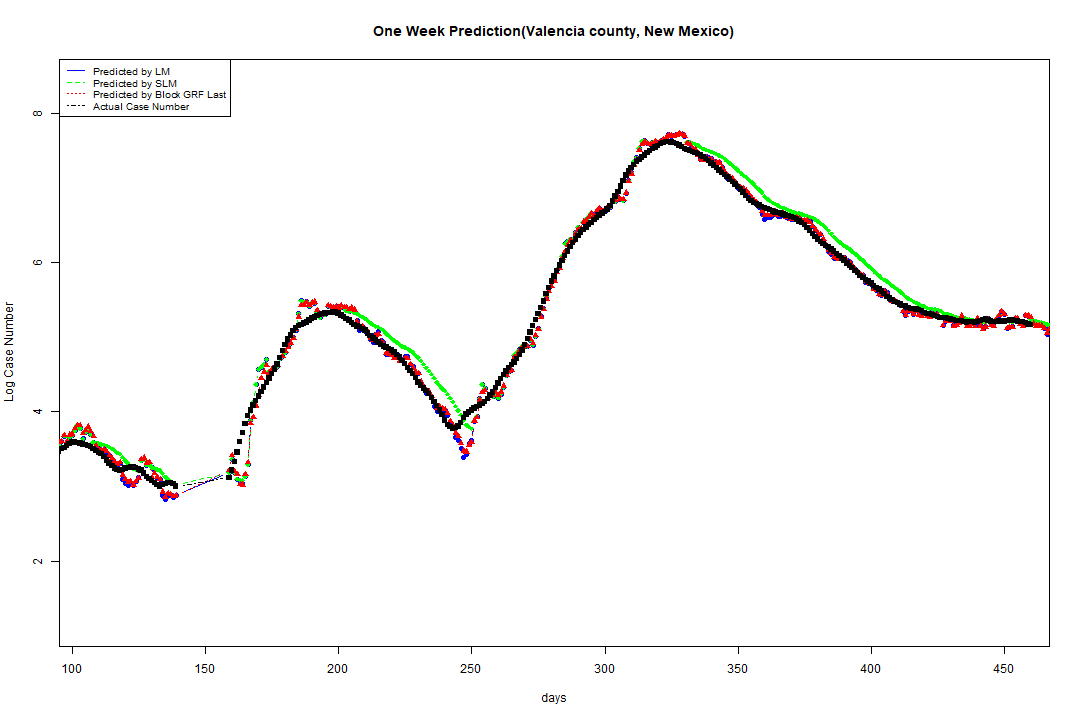 One Week Prediction(Valencia county, New Mexico)
Predicted by LM
Predicted by SLM
Predicted by Block GRF Last
Actual Case Number
8
6
4
2
Log Case Number
100 150 200 250 300 350 400 450
days